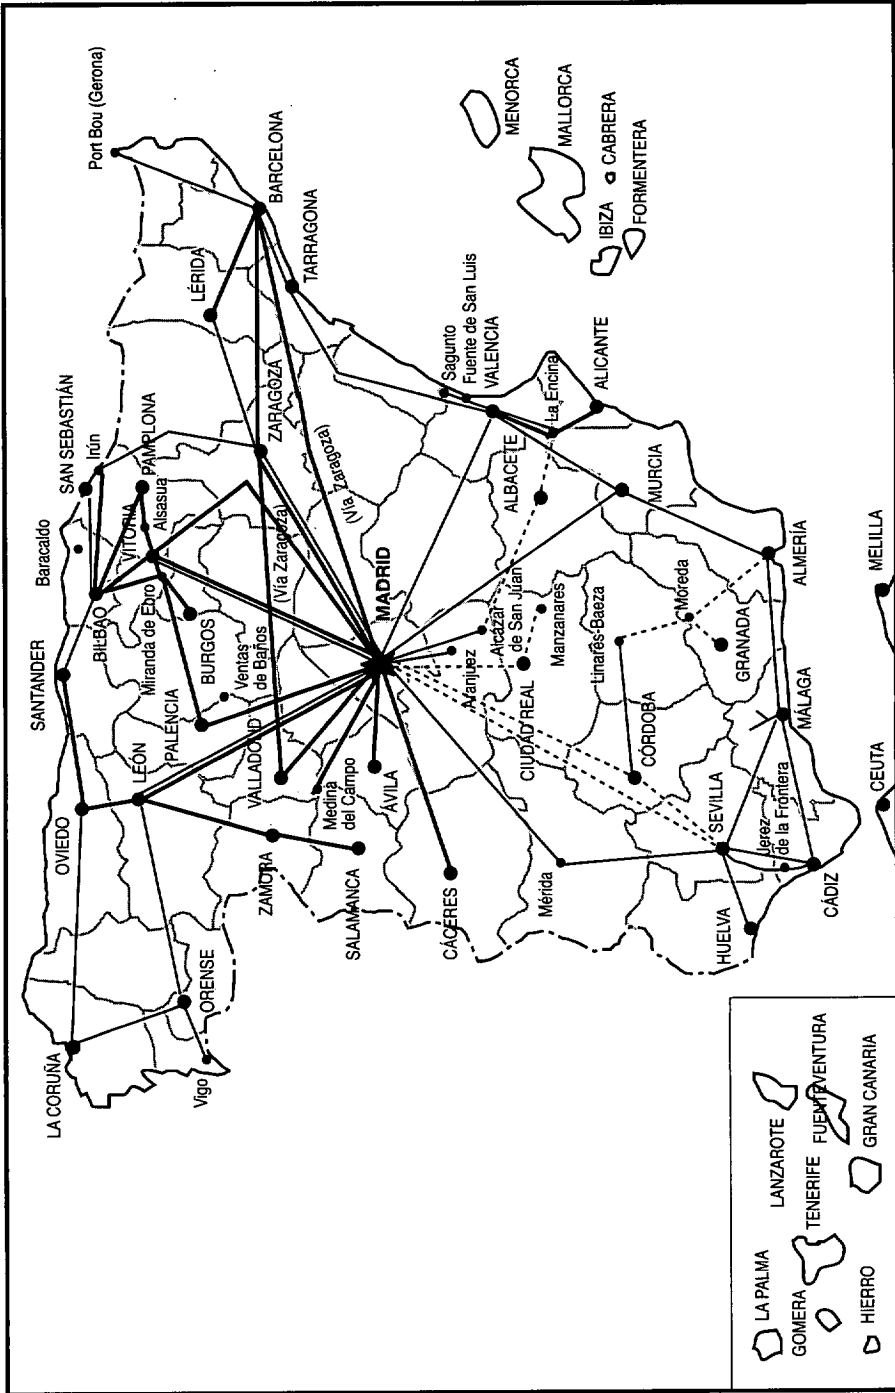 Port Bou (Gerona)
SAN SEBASTIÁN
Irún
Baracaldo
SANTANDER
OVIEDO
LA CORUÑA
BILBAO
VITORIA
PAMPLONA
Alsasua
Miranda de Ebro
BURGOS
PALENCIA
LEÓN
ORENSE
Vigo
Ventas
de Baños
LÉRIDA
BARCELONA
TARRAGONA
ZARAGOZA
(Vía Zaragoza)
(Vía Zaragoza)
VALLADOLID
ZAMORA
Medina
del Campo
SALAMANCA
ÁVILA
MADRID
CÁCERES
Aranjuez
Alcázar
de San Juan
CIUDAD REAL
Manzanares
Sagunto
Fuente de San Luis
VALENCIA
ALBACETE
La Encina
ALICANTE
MURCIA
MENORCA
MALLORCA
IBIZA
CABRERA
FORMENTERA
Mérida
Linares-Baeza
CÓRDOBA
Moreda
GRANADA
ALMERÍA
MÁLAGA
SEVILLA
Jerez
de la Frontera
HUELVA
CÁDIZ
CEUTA
MELILLA
LA PALMA
LANZAROTE
GOMERA
TENERIFE
FUENTEVENTURA
HIERRO
GRAN CANARIA